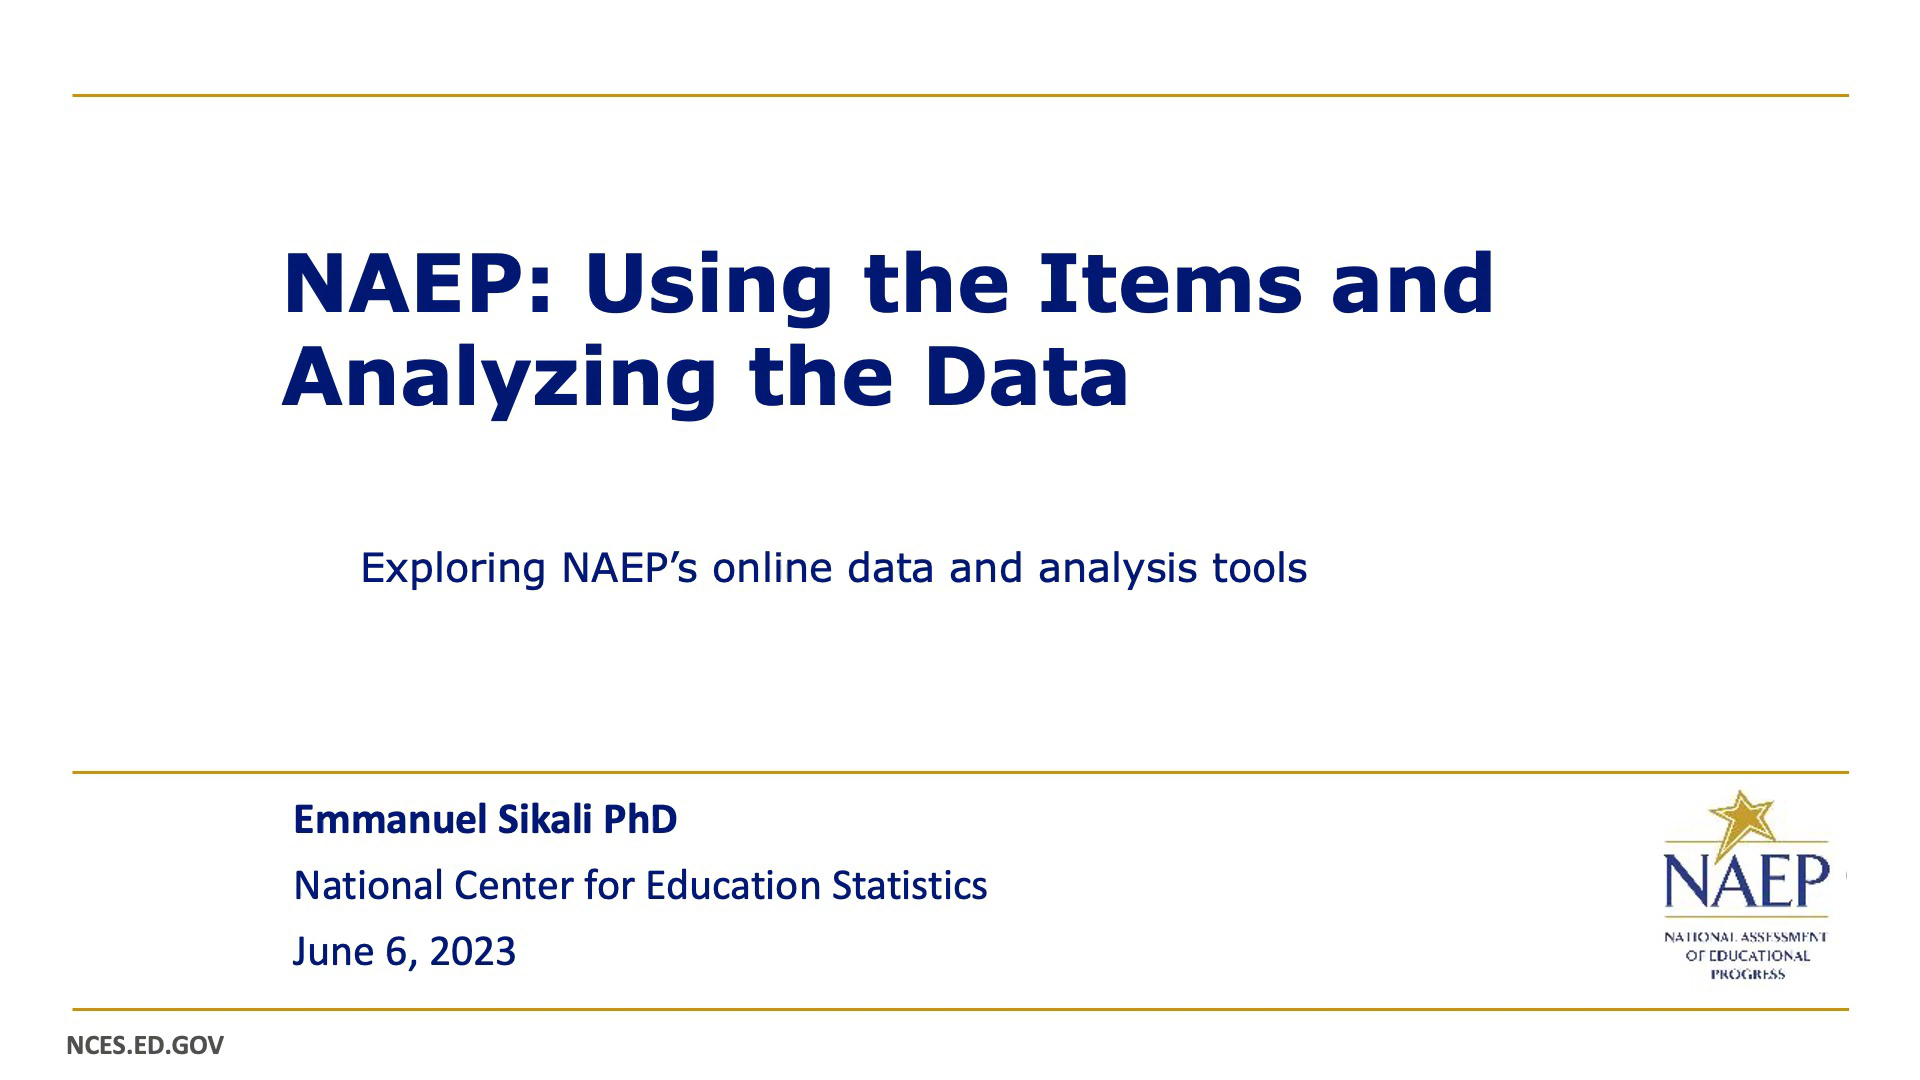 NAEP: Using the Items and
Analyzing the Data
Exploring NAEP’s online data and analysis tools
Emmanuel Sikali PhD
National Center for Education Statistics
June 6, 2023
NAEP
NATIONAL ASSESSMENT
OF EDUCATIONAL
PROGRESS
NCES.ED.GOV